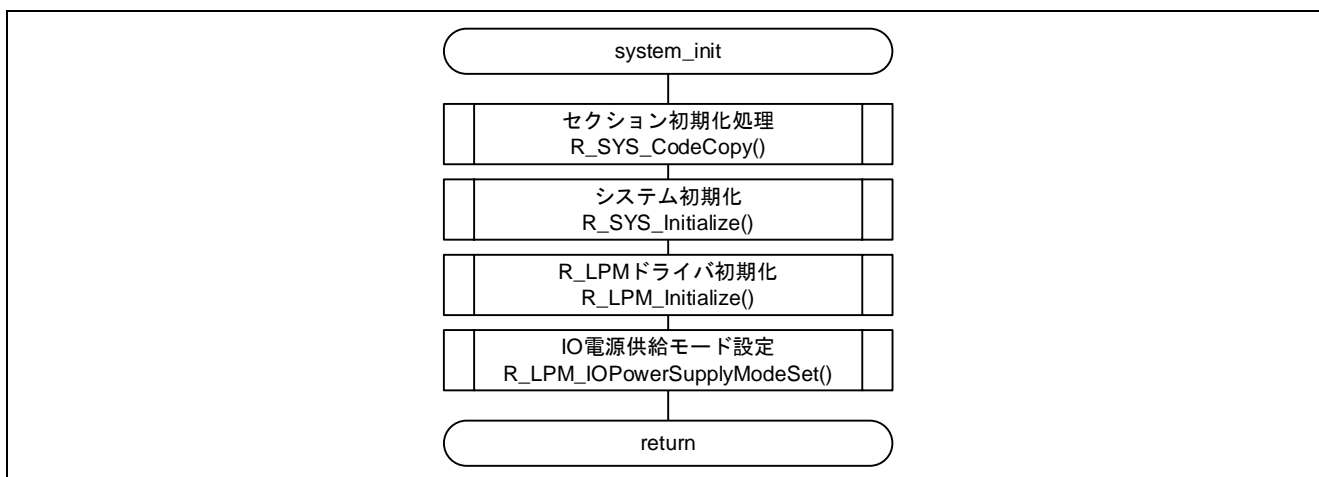 system_init
セクション初期化処理
R_SYS_CodeCopy()
システム初期化
R_SYS_Initialize()
R_LPMドライバ初期化
R_LPM_Initialize()
IO電源供給モード設定
R_LPM_IOPowerSupplyModeSet()
return